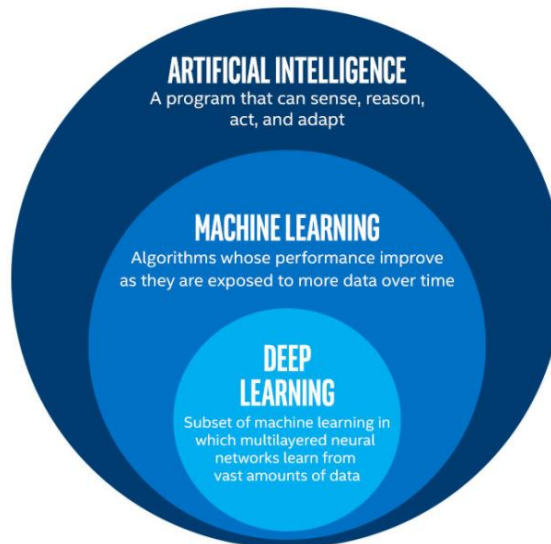 ARTIFICIAL INTELLIGENCE
A program that can sense, reason,
act, and adapt
MACHINE LEARNING
Algorithms whose performance improve
as they are exposed to more data over time
DEEP
LEARNING
Subset of machine learning in
which multilayered neural
networks learn from
vast amounts of data